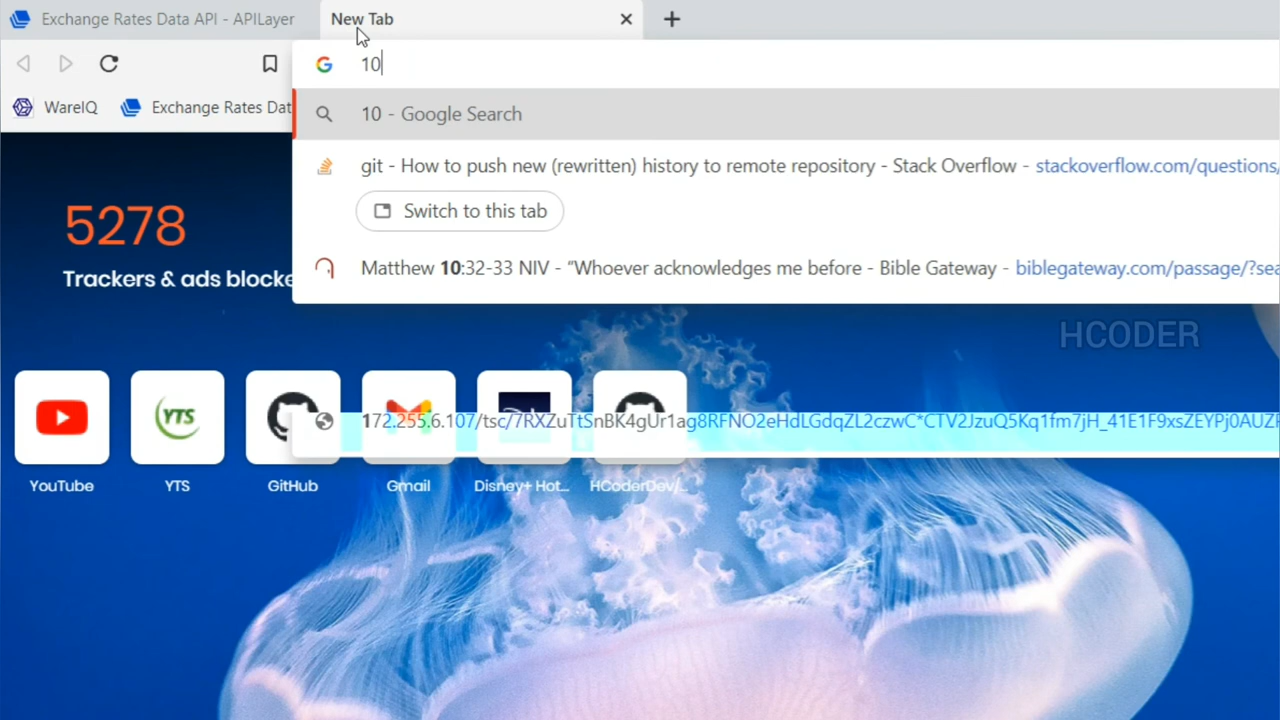 Exchange Rates Data API - APILayer
New Tab
10
WareIQ
Exchange Rates Dat
10 - Google Search
git - How to push new (rewritten) history to remote repository - Stack Overflow - stackoverflow.com/questions/
Switch to this tab
Matthew 10:32-33 NIV - “Whoever acknowledges me before - Bible Gateway - biblegateway.com/passage/?sea
5278
Trackers & ads blocke
HCODER
YTS
172.255.6.107/tsc/7RXZuTtSnBK4gUr1ag8RFNO2eHdLGdqZL2czwC*CTV2JzuQ5Kq1fm7jH_41E1F9xsZEYPj0AUZF
YouTube
YTS
GitHub
Gmail
Disney+ Hot...
HCoderDev/...